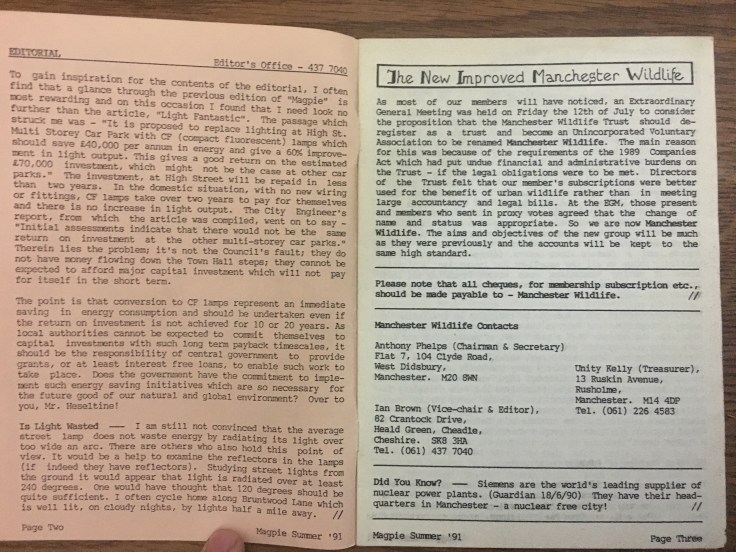 EDITORIAL
Editor's Office - 437 7040
To gain inspiration for the contents of the editorial, I often
find that a glance through the previous edition of "Magpie" is
most rewarding and on this occasion I found that I need look no
further than the article, "Light Fantastic". The passage which
struck me was - "It is proposed to replace lighting at High St.
Multi Storey Car Park with CF (compact fluorescent) lamps which
should save £40,000 per annum in energy and give a 60% improve-
ment in light output. This gives a good return on the estimated
£70,000 investment, which might not be the case at other car
parks." The investment, at High Street will be repaid in less
than two years. In the domestic situation, with no new wiring
or fittings, CF lamps take over two years to pay for themselves
and there is no increase in light output. The City Engineer's
report, from which the article was compiled, went on to say -
"Initial assessments indicate that there would not be the same
return on investment at the other multi-storey car parks."
Therein lies the problem; it's not the Council's fault; they do
not have money flowing down the Town Hall steps; they cannot be
expected to afford major capital investment which will not pay
for itself in the short term.
The point is that conversion to CF lamps represent an immediate
saving in energy consumption and should be undertaken even if
the return on investment is not achieved for 10 or 20 years. As
local authorities cannot be expected to commit themselves to
capital investments with such long term payback timescales, it
should be the responsibility of central government to provide
grants, or at least interest free loans, to enable such work to
take place. Does the government have the commitment to imple-
ment such energy saving initiatives which are so necessary for
the future good of our natural and global environment? Over to
you, Mr. Heseltine!
Is Light Wasted —— I am still not convinced that the average
street lamp does not waste energy by radiating its light over
too wide an arc. There are others who also hold this point of
view. It would be a help to examine the reflectors in the lamps
(if indeed they have reflectors). Studying street lights from
the ground it would appear that light is radiated over at least
240 degrees. One would have thought that 120 degrees should be
quite sufficient. I often cycle home along Bruntwood Lane which
is well lit, on cloudy nights, by lights half a mile away. //
Page Two
Magpie Summer '91
The New Improved Manchester Wildlife
As most of our members will have noticed, an Extraordinary
General Meeting was held on Friday the 12th of July to consider
the proposition that the Manchester Wildlife Trust should de-
register as a trust and become an Unincorporated Voluntary
Association to be renamed Manchester Wildlife. The main reason
for this was because of the requirements of the 1989 Companies
Act which had put undue financial and administrative burdens on
the Trust - if the legal obligations were to be met. Directors
of the Trust felt that our member's subscriptions were better
used for the benefit of urban wildlife rather than in meeting
large accountancy and legal bills. At the EGM, those present
and members who sent in proxy votes agreed that the change of
name and status was appropriate. So we are now Manchester
Wildlife. The aims and objectives of the new group will be much
as they were previously and the accounts will be kept to the
same high standard.
Please note that all cheques, for membership subscription etc.,
should be made payable to - Manchester Wildlife. //
Manchester Wildlife Contacts
Anthony Phelps (Chairman & Secretary)
Flat 7, 104 Clyde Road,
West Didsbury,
Manchester. M20 8WN
Unity Kelly (Treasurer),
13 Ruskin Avenue,
Rusholme,
Manchester. M14 4DP
Tel. (061) 226 4583
Ian Brown (Vice-chair & Editor),
82 Crantock Drive,
Heald Green, Cheadle,
Cheshire. SK8 3HA
Tel. (061) 437 7040
Did You Know? —— Siemens are the world's leading supplier of
nuclear power plants. (Guardian 18/6/90) They have their head-
quarters in Manchester - a nuclear free city! //
Magpie Summer '91
Page Three